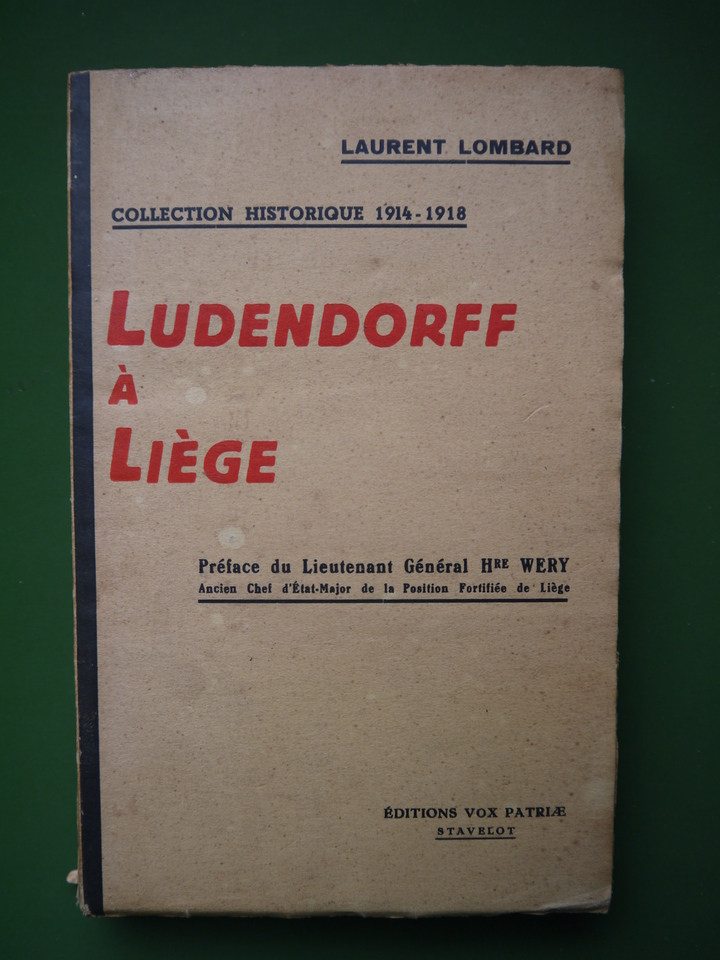 LAURENT LOMBARD
COLLECTION HISTORIQUE 1914-1918
LUDENDORFF
À
LIÈGE
Préface du Lieutenant Général HRE WERY
Ancien Chef d'État-Major de la Position Fortifiée de Liège
ÉDITIONS VOX PATRIÆ
STAVELOT